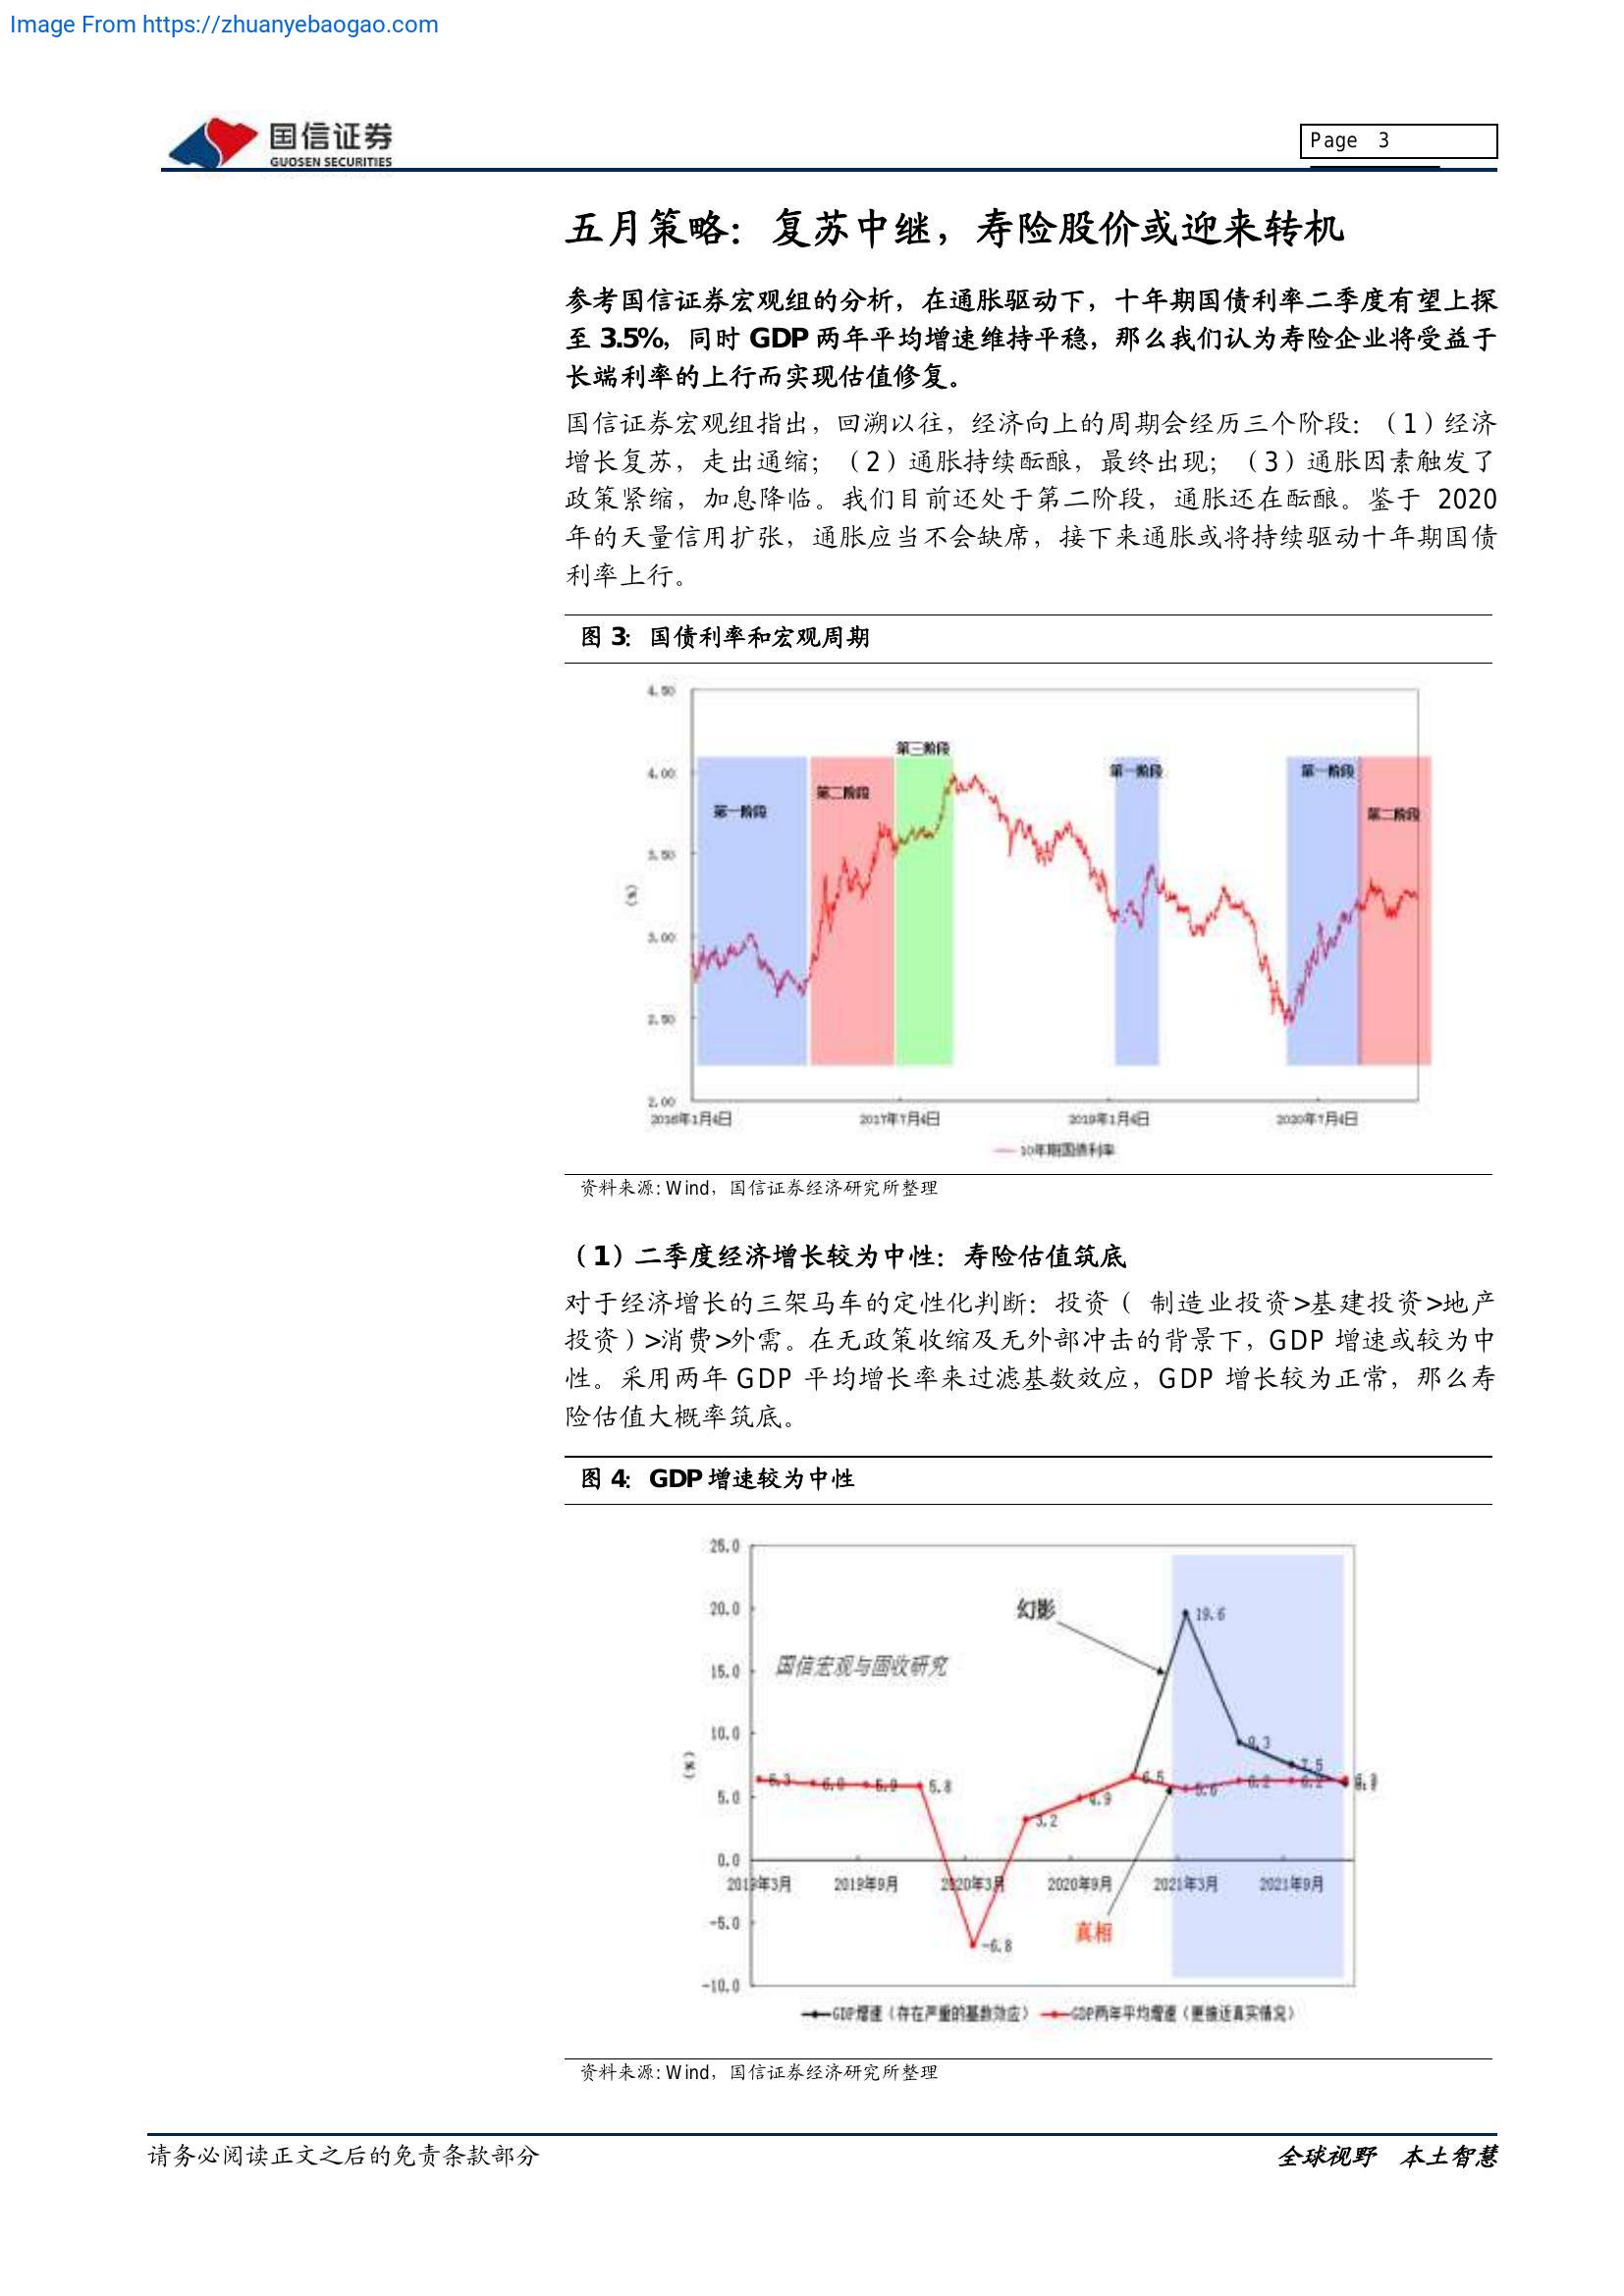 Image From https://zhuanyebaogao.com
国信证券
GUOSEN SECURITIES
Page 3
五月策略：复苏中继，寿险股价或迎来转机
参考国信证券宏观组的分析，在通胀驱动下，十年期国债利率二季度有望上探
至 3.5%，同时 GDP 两年平均增速维持平稳，那么我们认为寿险企业将受益于
长端利率的上行而实现估值修复。
国信证券宏观组指出，回溯以往，经济向上的周期会经历三个阶段：（1）经济
增长复苏，走出通缩；（2）通胀持续酝酿，最终出现；（3）通胀因素触发了
政策紧缩，加息降临。我们目前还处于第二阶段，通胀还在酝酿。鉴于 2020
年的天量信用扩张，通胀应当不会缺席，接下来通胀或将持续驱动十年期国债
利率上行。
图 3：国债利率和宏观周期
4.50
4.00
3.50
3.00
2.50
2.00
(%)
第一阶段
第二阶段
第三阶段
第一阶段
第一阶段
第二阶段
2016年1月4日
2017年7月4日
2019年1月4日
2020年7月4日
10年期国债利率
资料来源: Wind，国信证券经济研究所整理
（1）二季度经济增长较为中性：寿险估值筑底
对于经济增长的三架马车的定性化判断：投资（ 制造业投资>基建投资>地产
投资）>消费>外需。在无政策收缩及无外部冲击的背景下，GDP 增速或较为中
性。采用两年 GDP 平均增长率来过滤基数效应，GDP 增长较为正常，那么寿
险估值大概率筑底。
图 4：GDP 增速较为中性
25.0
20.0
15.0
10.0
5.0
0.0
-5.0
-10.0
(%)
国信宏观与固收研究
幻影
真相
6.3
6.0
5.9
5.8
-6.8
3.2
4.9
6.5
19.6
9.3
7.5
5.6
6.2
6.2
6.3
2019年3月
2019年9月
2020年3月
2020年9月
2021年3月
2021年9月
GDP增速（存在严重的基数效应）
GDP两年平均增速（更接近真实情况）
资料来源: Wind，国信证券经济研究所整理
请务必阅读正文之后的免责条款部分
全球视野 本土智慧